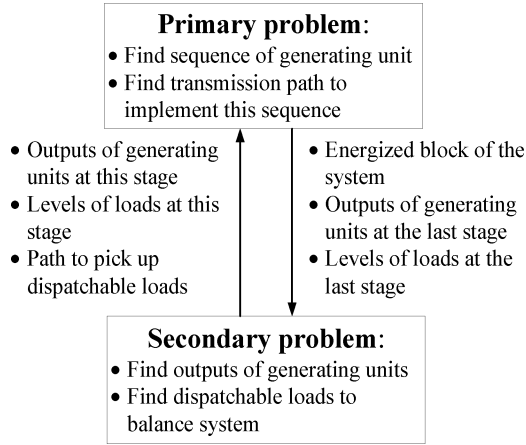 Primary problem:
• Find sequence of generating unit
• Find transmission path to
implement this sequence
• Outputs of generating
units at this stage
• Levels of loads at this
stage
• Path to pick up
dispatchable loads
• Energized block of the
system
• Outputs of generating
units at the last stage
• Levels of loads at the
last stage
Secondary problem:
• Find outputs of generating units
• Find dispatchable loads to
balance system